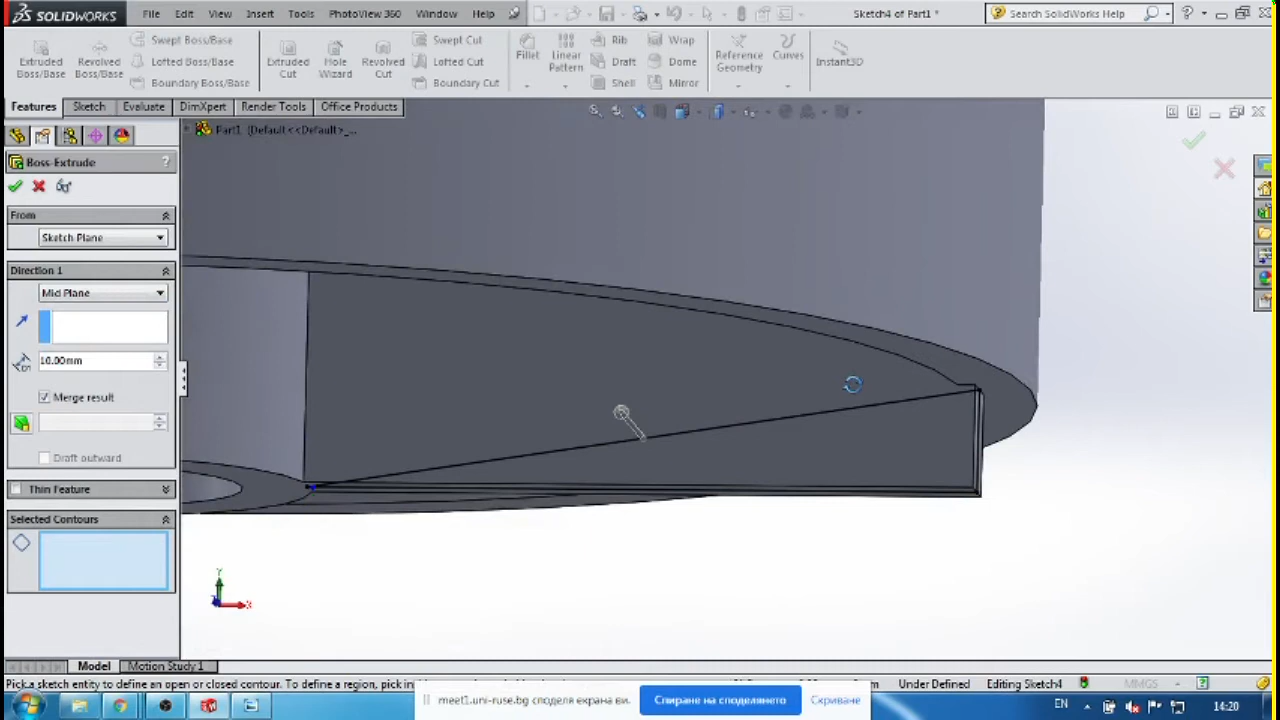 SOLIDWORKS File Edit View Insert Tools PhotoView 360 Window Help Sketch4 of Part1 * Search SolidWorks Help
Extruded Boss/Base Revolved Boss/Base Swept Boss/Base Lofted Boss/Base Boundary Boss/Base Extruded Cut Hole Wizard Revolved Cut Swept Cut Lofted Cut Boundary Cut Fillet Linear Pattern Rib Draft Shell Wrap Dome Mirror Reference Geometry Curves Instant3D
Features Sketch Evaluate DimXpert Render Tools Office Products
Part1 (Default<<Default>_...
Boss-Extrude ?
From
Sketch Plane
Direction 1
Mid Plane
10.00mm
Merge result
Draft outward
Thin Feature
Selected Contours
Y
X
Model Motion Study 1
Pick a sketch entity to define an open or closed contour. To define a region, pick in
Under Defined Editing Sketch4 MMGS
meet1.uni-ruse.bg споделя екрана ви. Спиране на споделянето Скриване
EN 14:20